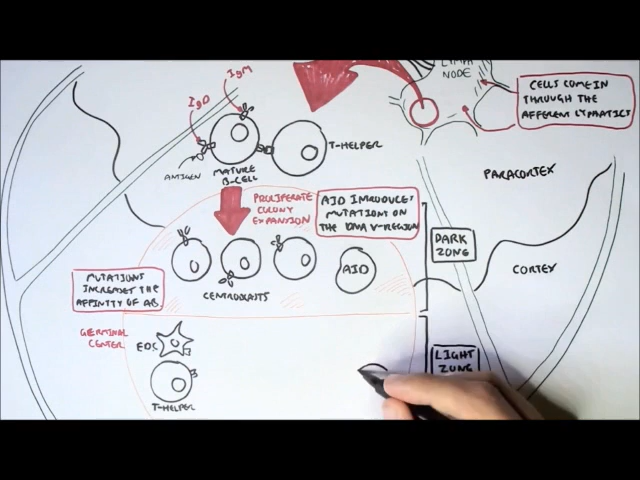 LYMPH
NODE
CELLS COME IN
THROUGH THE
AFFERENT LYMPHATICS
IgM
IgD
ANTIGEN
MATURE
B-CELL
T-HELPER
PARACORTEX
PROLIFERATE
COLONY
EXPANSION
AID INTRODUCES
MUTATIONS ON
THE DNA V-REGION
DARK
ZONE
CORTEX
AID
CENTROBLASTS
MUTATIONS
INCREASES THE
AFFINITY OF AB
GERMINAL
CENTER
FDC
T-HELPER
LIGHT
ZONE